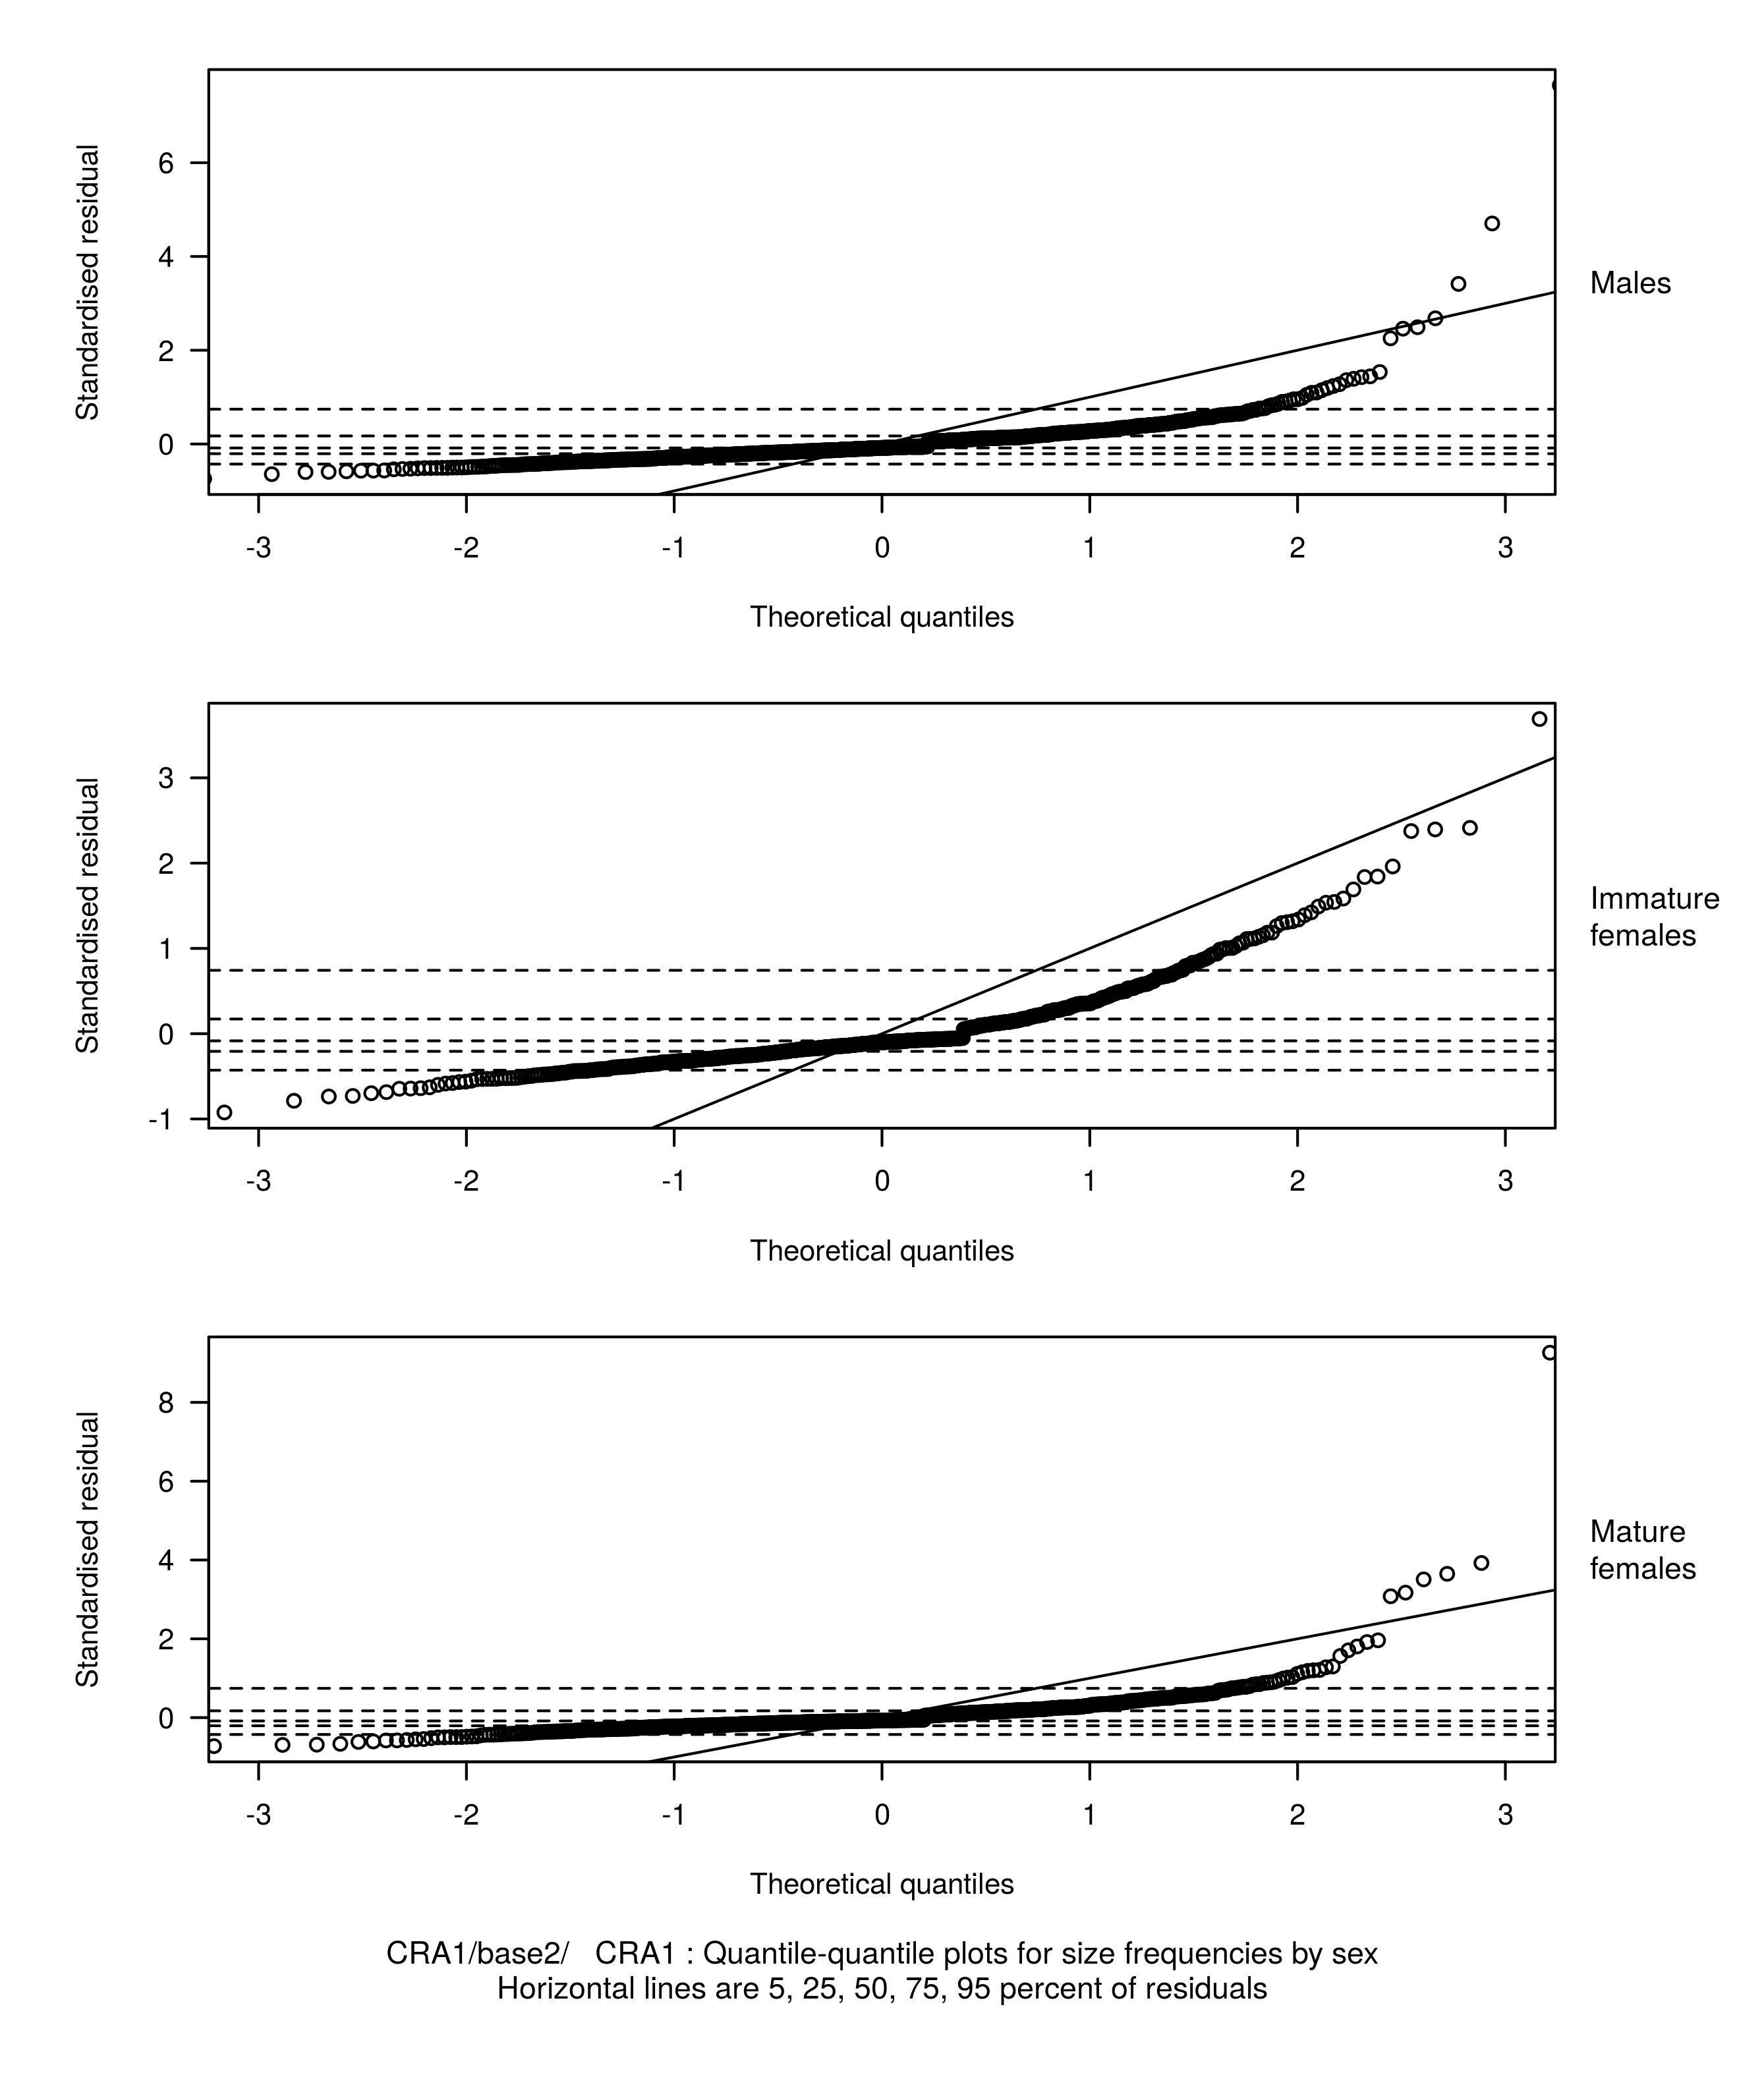 Standardised residual
6
4
2
0
-3 -2 -1 0 1 2 3
Theoretical quantiles
Males
Standardised residual
3
2
1
0
-1
-3 -2 -1 0 1 2 3
Theoretical quantiles
Immature
females
Standardised residual
8
6
4
2
0
-3 -2 -1 0 1 2 3
Theoretical quantiles
Mature
females
CRA1/base2/ CRA1 : Quantile-quantile plots for size frequencies by sex
Horizontal lines are 5, 25, 50, 75, 95 percent of residuals